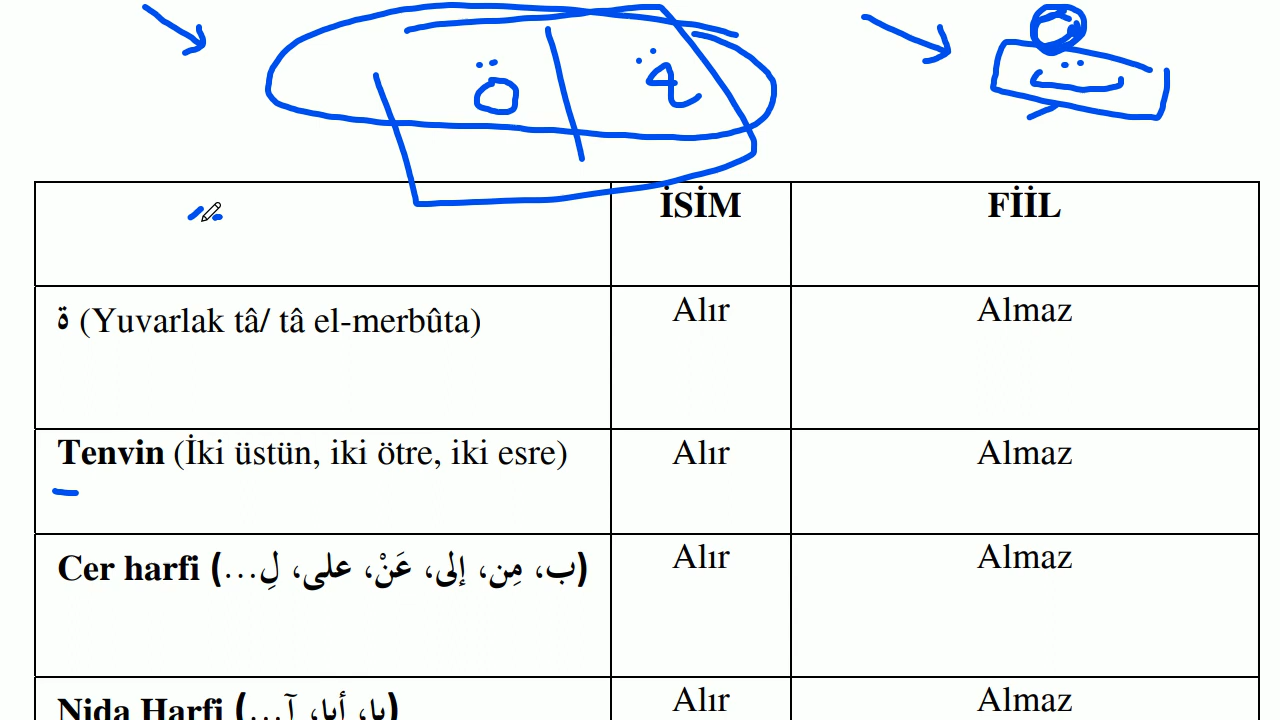 ة ـة ت
İSİM FİİL
ة (Yuvarlak tâ/ tâ el-merbûta) Alır Almaz
Tenvin (İki üstün, iki ötre, iki esre) Alır Almaz
Cer harfi (ب، مِن، إلى، عَنْ، على، لِ…) Alır Almaz
Nida Harfi (يا، أيا، آ…) Alır Almaz